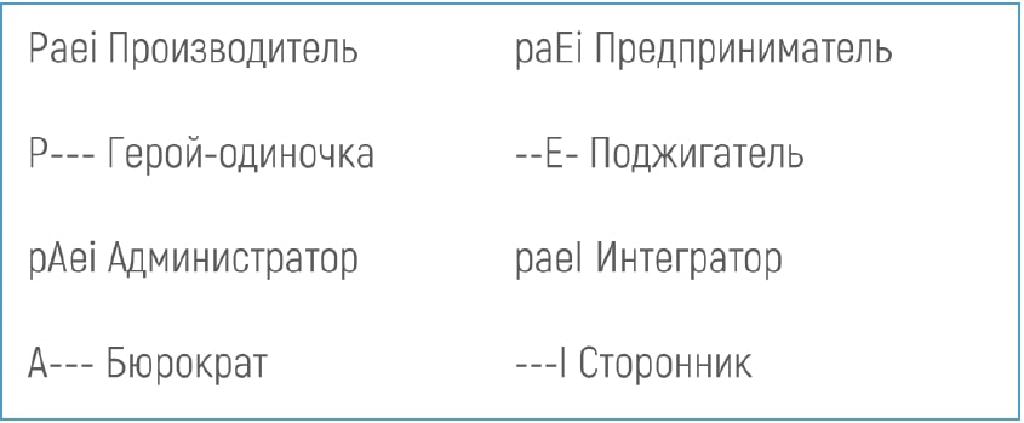 Paei Производитель
P--- Герой-одиночка
pAei Администратор
A--- Бюрократ
paEi Предприниматель
--E- Поджигатель
paeI Интегратор
---I Сторонник